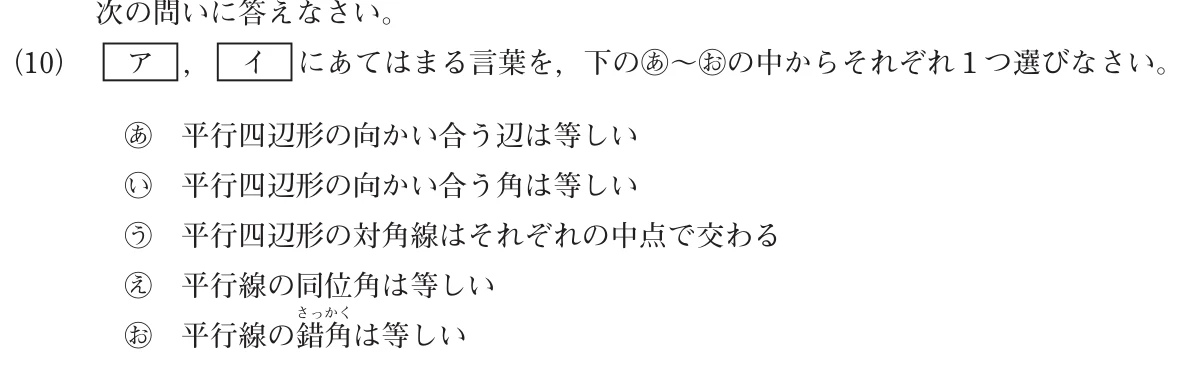 次の問いに答えなさい。
(10) ア, イ にあてはまる言葉を, 下のあ~おの中からそれぞれ1つ選びなさい。
あ 平行四辺形の向かい合う辺は等しい
い 平行四辺形の向かい合う角は等しい
う 平行四辺形の対角線はそれぞれの中点で交わる
え 平行線の同位角は等しい
さっかく
お 平行線の錯角は等しい